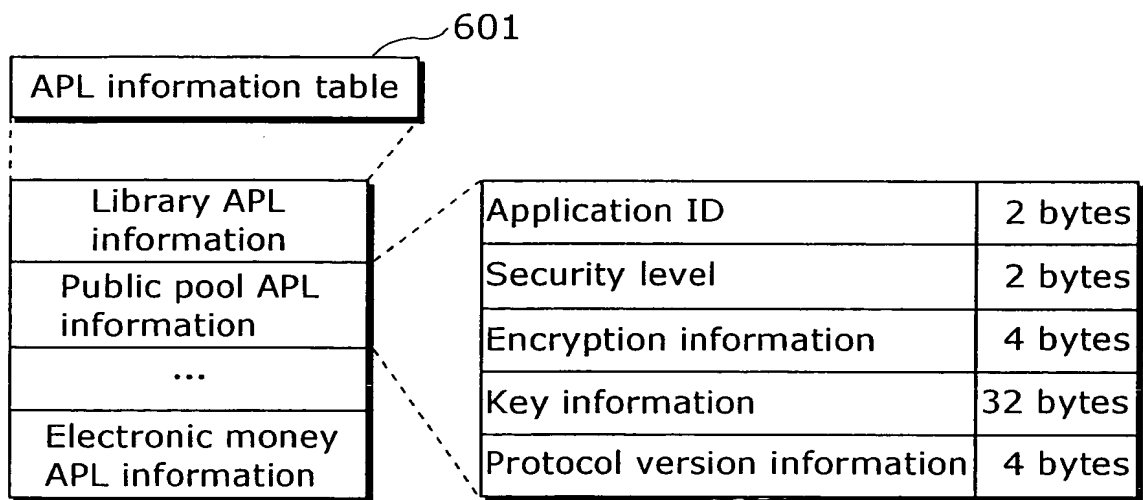 601
APL information table
Library APL
information
Public pool APL
information
...
Electronic money
APL information
Application ID 2 bytes
Security level 2 bytes
Encryption information 4 bytes
Key information 32 bytes
Protocol version information 4 bytes